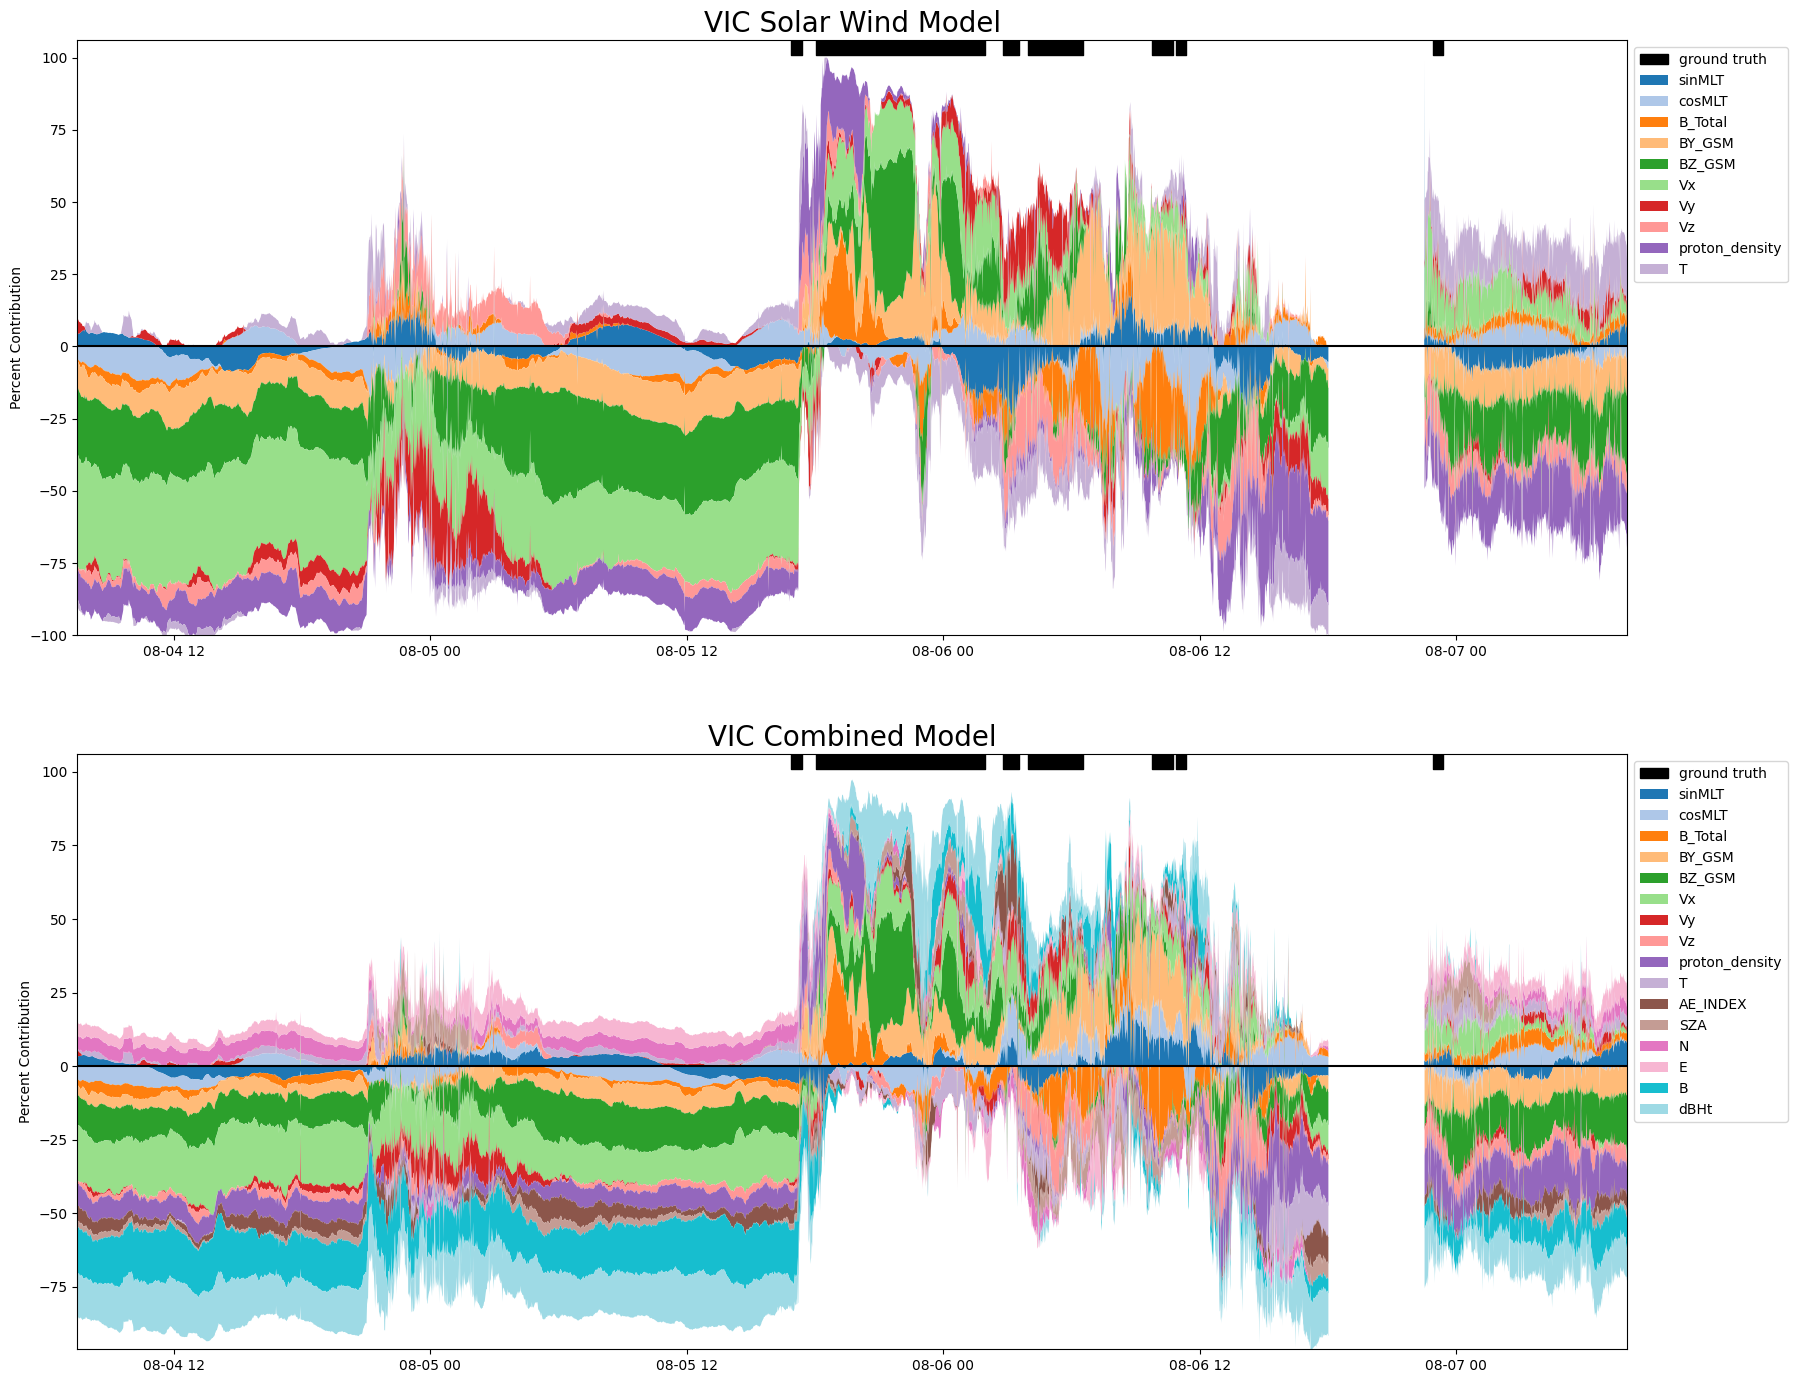 VIC Solar Wind Model
Percent Contribution
100
75
50
25
0
−25
−50
−75
−100
08-04 12
08-05 00
08-05 12
08-06 00
08-06 12
08-07 00
ground truth
sinMLT
cosMLT
B_Total
BY_GSM
BZ_GSM
Vx
Vy
Vz
proton_density
T
VIC Combined Model
Percent Contribution
100
75
50
25
0
−25
−50
−75
08-04 12
08-05 00
08-05 12
08-06 00
08-06 12
08-07 00
ground truth
sinMLT
cosMLT
B_Total
BY_GSM
BZ_GSM
Vx
Vy
Vz
proton_density
T
AE_INDEX
SZA
N
E
B
dBHt